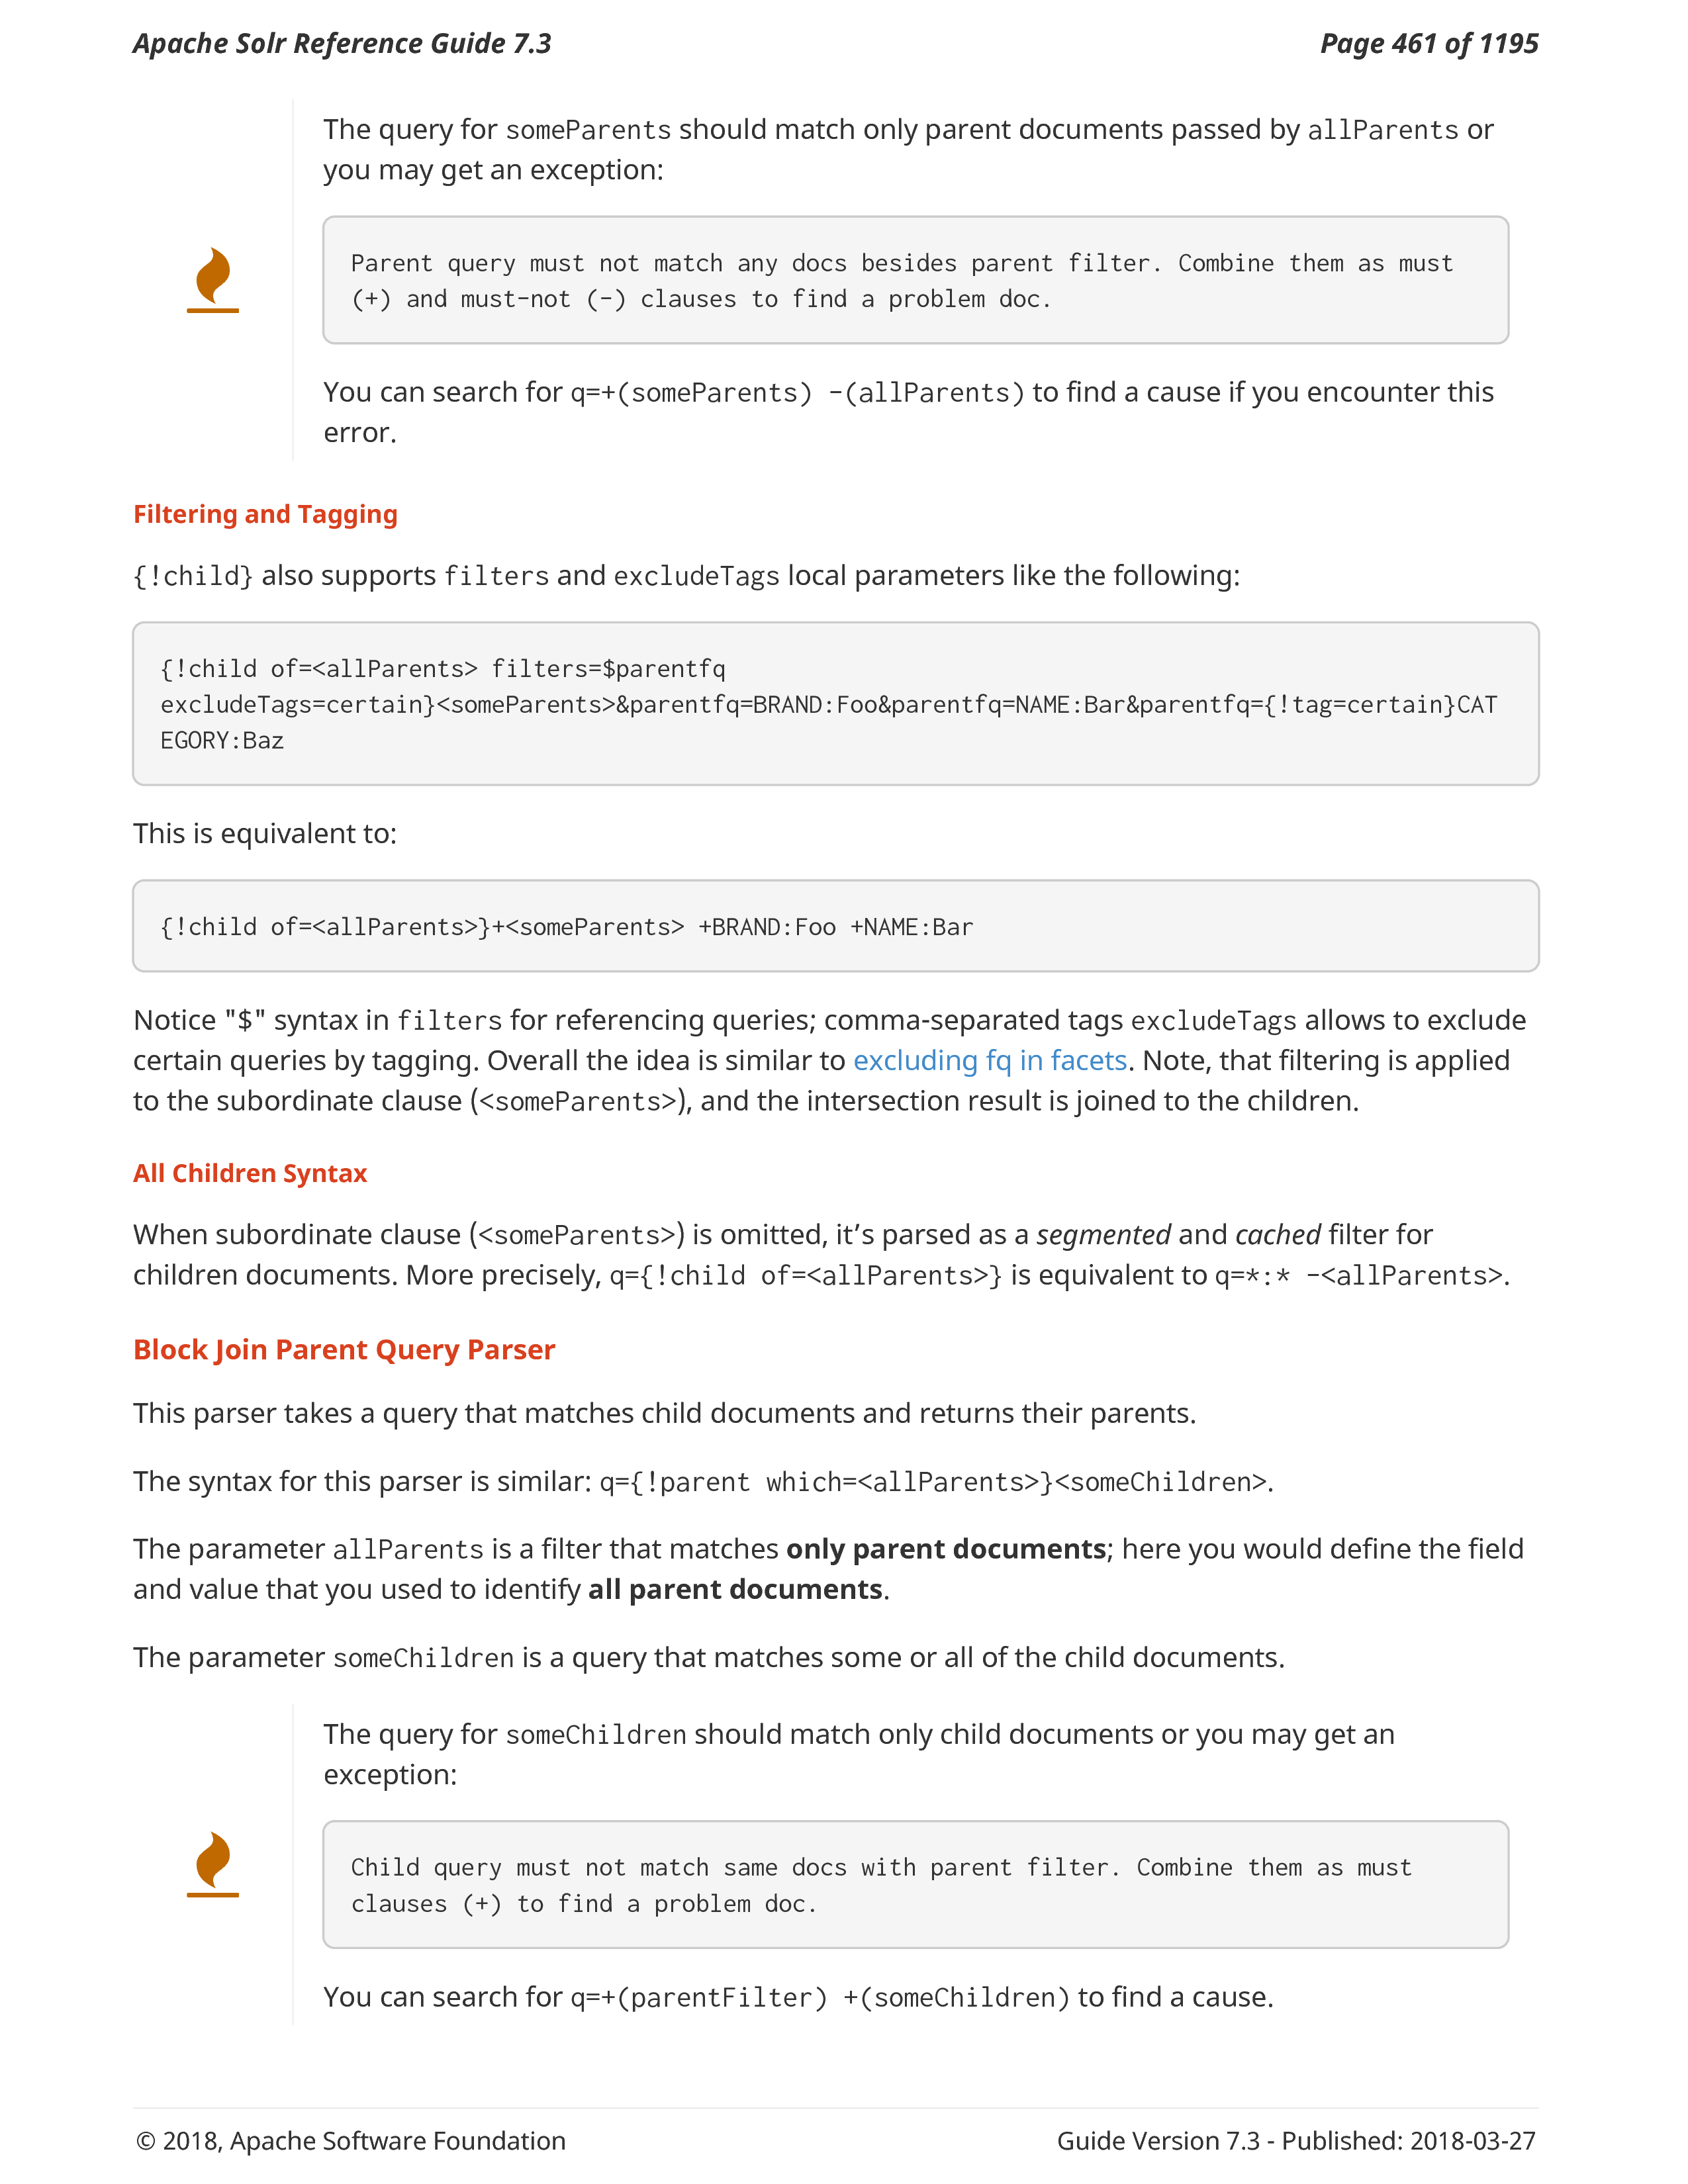 Apache Solr Reference Guide 7.3
Page 461 of 1195
The query for someParents should match only parent documents passed by allParents or
you may get an exception:
Parent query must not match any docs besides parent filter. Combine them as must
(+) and must-not (-) clauses to find a problem doc.
You can search for q=+(someParents) -(allParents) to find a cause if you encounter this
error.
Filtering and Tagging
{!child} also supports filters and excludeTags local parameters like the following:
{!child of=<allParents> filters=$parentfq
excludeTags=certain}<someParents>&parentfq=BRAND:Foo&parentfq=NAME:Bar&parentfq={!tag=certain}CAT
EGORY:Baz
This is equivalent to:
{!child of=<allParents>}+<someParents> +BRAND:Foo +NAME:Bar
Notice "$" syntax in filters for referencing queries; comma-separated tags excludeTags allows to exclude
certain queries by tagging. Overall the idea is similar to excluding fq in facets. Note, that filtering is applied
to the subordinate clause (<someParents>), and the intersection result is joined to the children.
All Children Syntax
When subordinate clause (<someParents>) is omitted, it’s parsed as a segmented and cached filter for
children documents. More precisely, q={!child of=<allParents>} is equivalent to q=*:* -<allParents>.
Block Join Parent Query Parser
This parser takes a query that matches child documents and returns their parents.
The syntax for this parser is similar: q={!parent which=<allParents>}<someChildren>.
The parameter allParents is a filter that matches only parent documents; here you would define the field
and value that you used to identify all parent documents.
The parameter someChildren is a query that matches some or all of the child documents.
The query for someChildren should match only child documents or you may get an
exception:
Child query must not match same docs with parent filter. Combine them as must
clauses (+) to find a problem doc.
You can search for q=+(parentFilter) +(someChildren) to find a cause.
© 2018, Apache Software Foundation
Guide Version 7.3 - Published: 2018-03-27